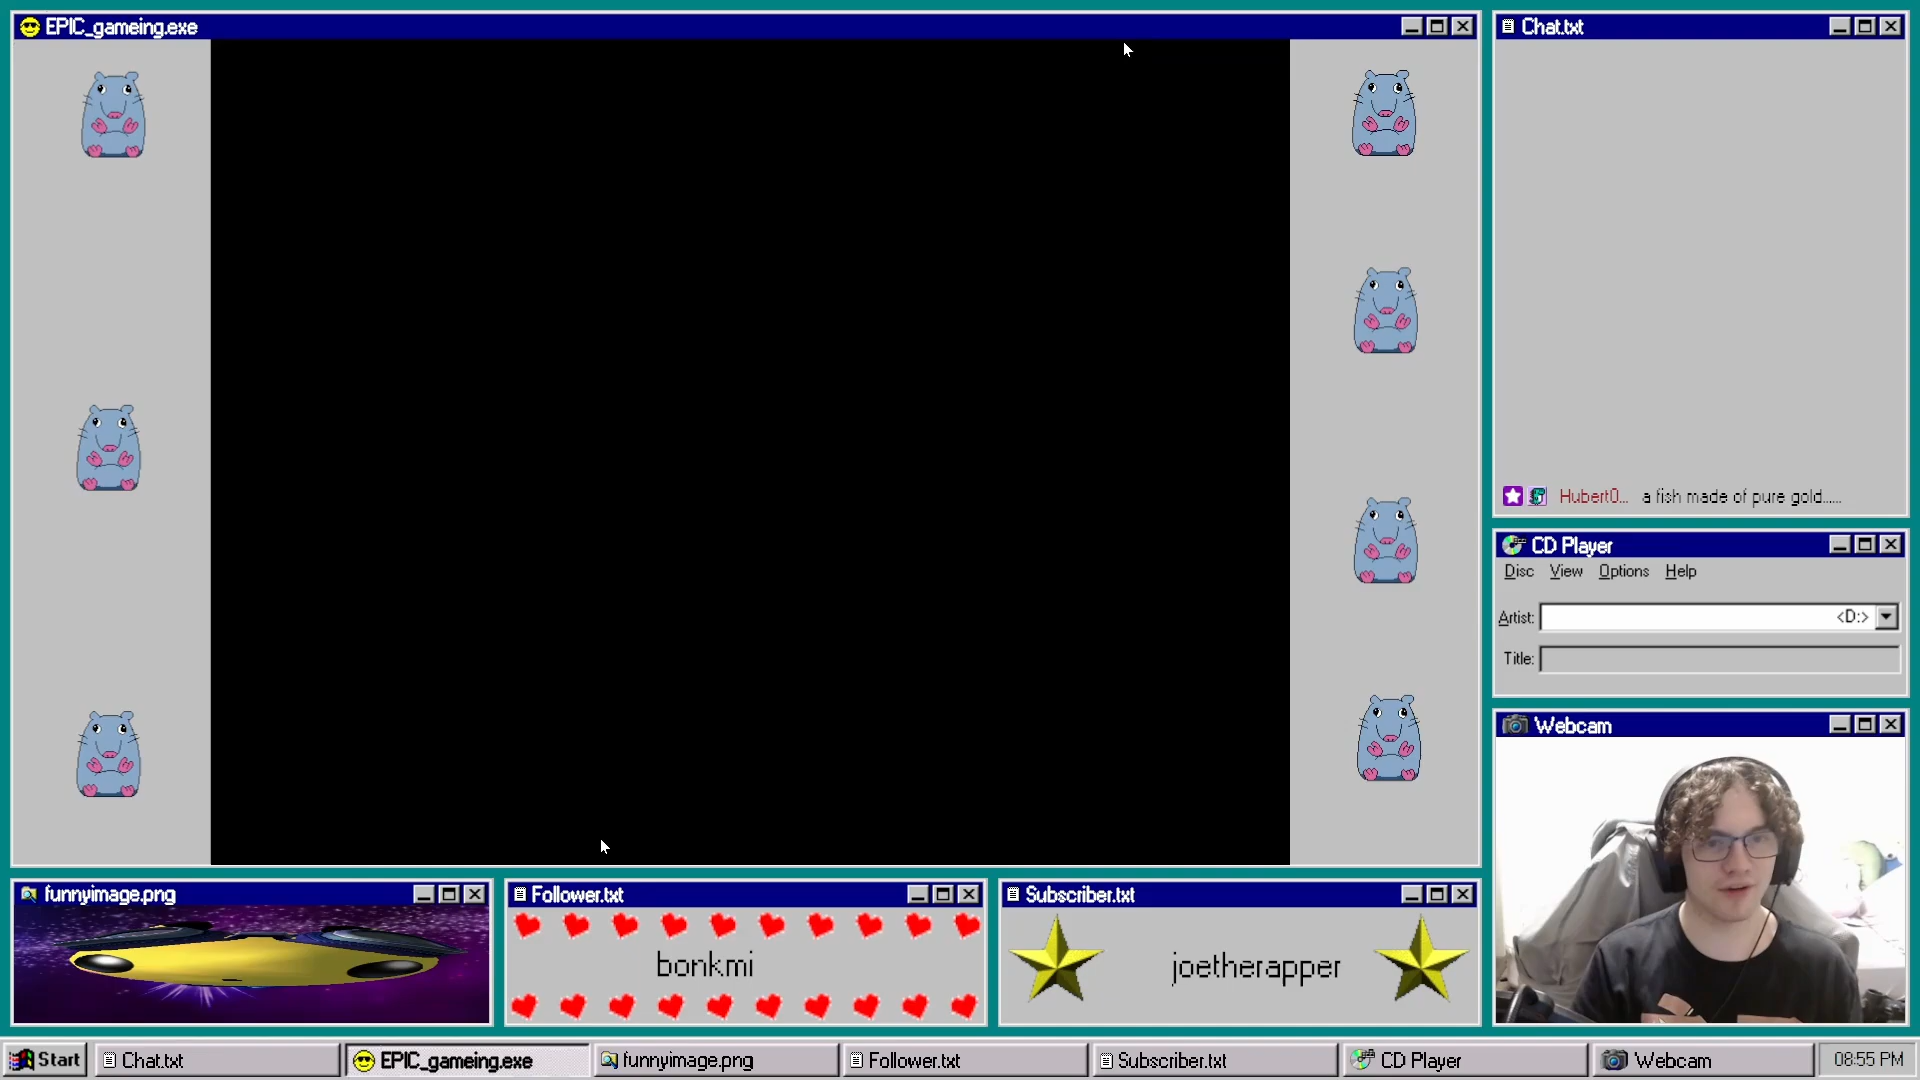 EPIC_gameing.exe
Chat.txt
Hubert0... a fish made of pure gold.....
CD Player
Disc View Options Help
Artist: <D:>
Title:
Webcam
funnyimage.png
Follower.txt
bonkmi
Subscriber.txt
joetherapper
Start
Chat.txt
EPIC_gameing.exe
funnyimage.png
Follower.txt
Subscriber.txt
CD Player
Webcam
08:55 PM